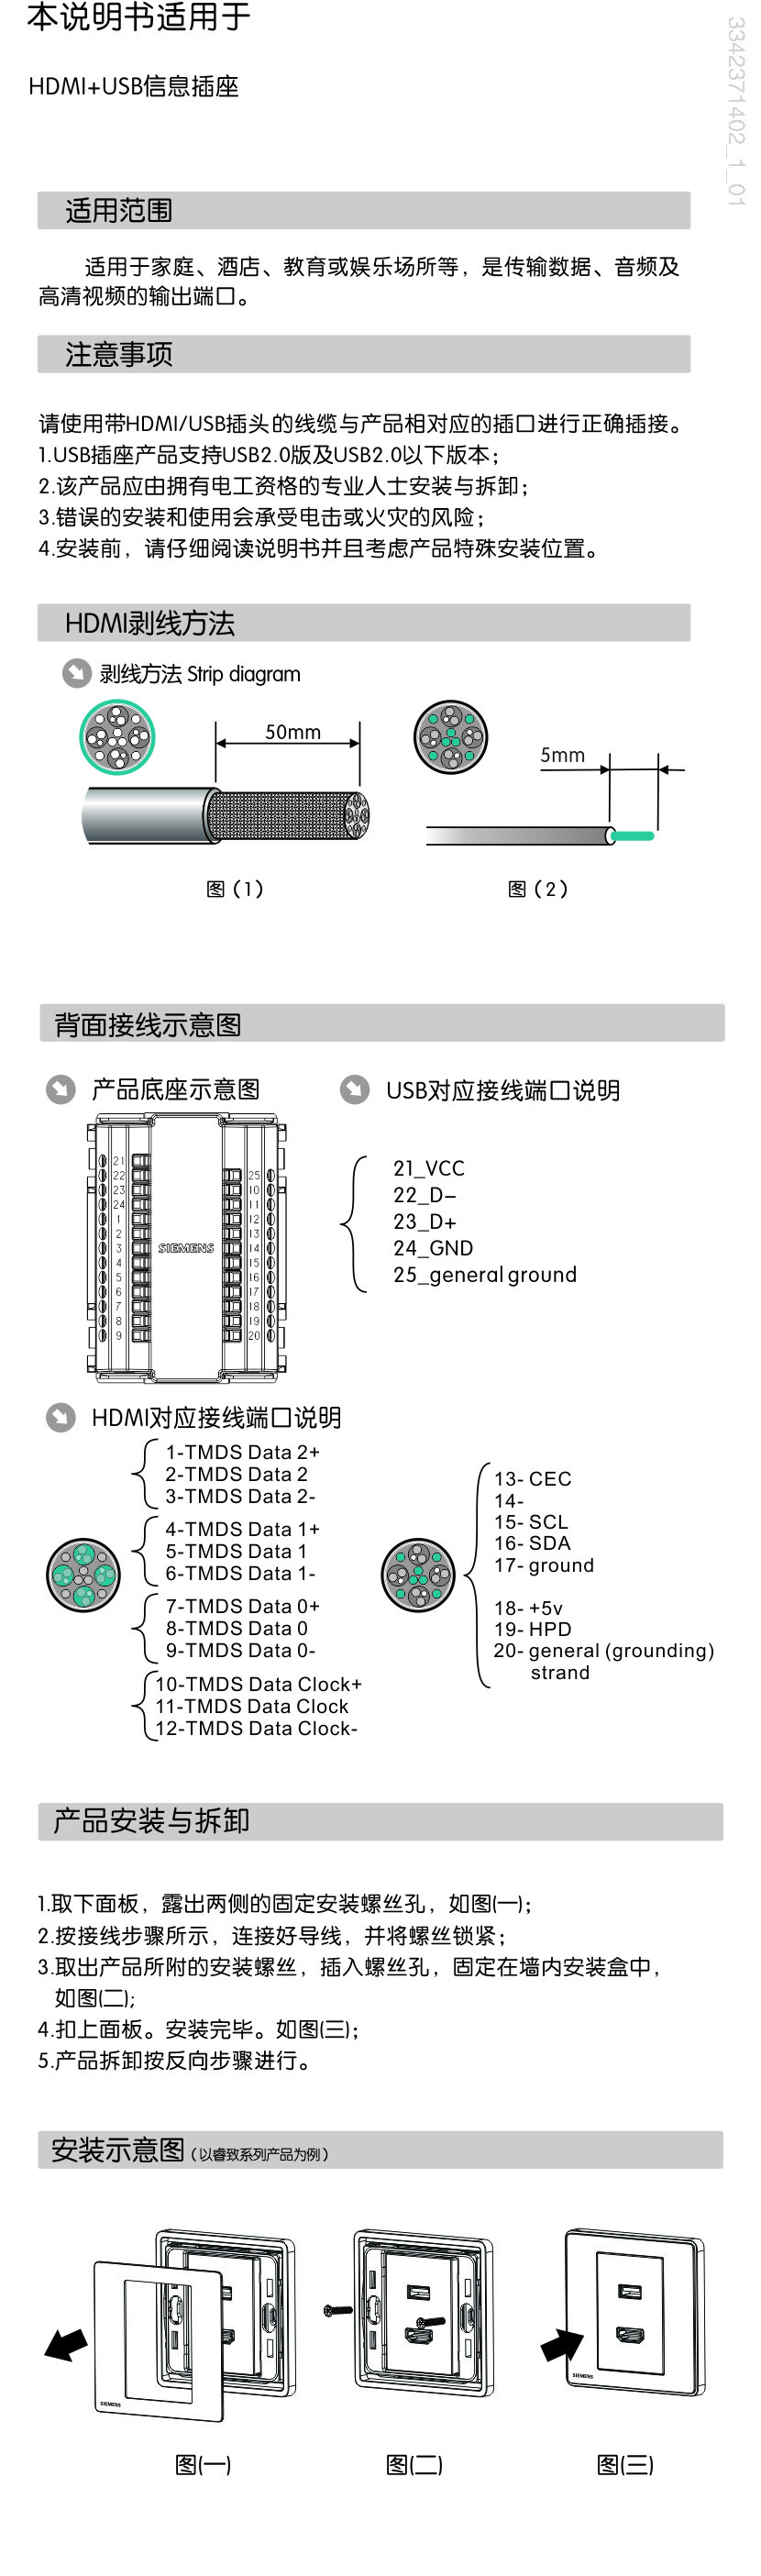 本说明书适用于
HDMI+USB信息插座
3342371402_1_01
适用范围
适用于家庭、酒店、教育或娱乐场所等，是传输数据、音频及
高清视频的输出端口。
注意事项
请使用带HDMI/USB插头的线缆与产品相对应的插口进行正确插接。
1.USB插座产品支持USB2.0版及USB2.0以下版本；
2.该产品应由拥有电工资格的专业人士安装与拆卸；
3.错误的安装和使用会承受电击或火灾的风险；
4.安装前，请仔细阅读说明书并且考虑产品特殊安装位置。
HDMI剥线方法
剥线方法 Strip diagram
50mm
5mm
图（1）
图（2）
背面接线示意图
产品底座示意图
USB对应接线端口说明
21
22
23
24
1
2
3
4
5
6
7
8
9
SIEMENS
25
10
11
12
13
14
15
16
17
18
19
20
21_VCC
22_D−
23_D+
24_GND
25_general ground
HDMI对应接线端口说明
1-TMDS Data 2+
2-TMDS Data 2
3-TMDS Data 2-
4-TMDS Data 1+
5-TMDS Data 1
6-TMDS Data 1-
7-TMDS Data 0+
8-TMDS Data 0
9-TMDS Data 0-
10-TMDS Data Clock+
11-TMDS Data Clock
12-TMDS Data Clock-
13- CEC
14-
15- SCL
16- SDA
17- ground
18- +5v
19- HPD
20- general (grounding)
strand
产品安装与拆卸
1.取下面板，露出两侧的固定安装螺丝孔，如图(一)；
2.按接线步骤所示，连接好导线，并将螺丝锁紧；
3.取出产品所附的安装螺丝，插入螺丝孔，固定在墙内安装盒中，
如图(二);
4.扣上面板。安装完毕。如图(三)；
5.产品拆卸按反向步骤进行。
安装示意图（以睿致系列产品为例）
SIEMENS
SIEMENS
图(一)
图(二)
图(三)